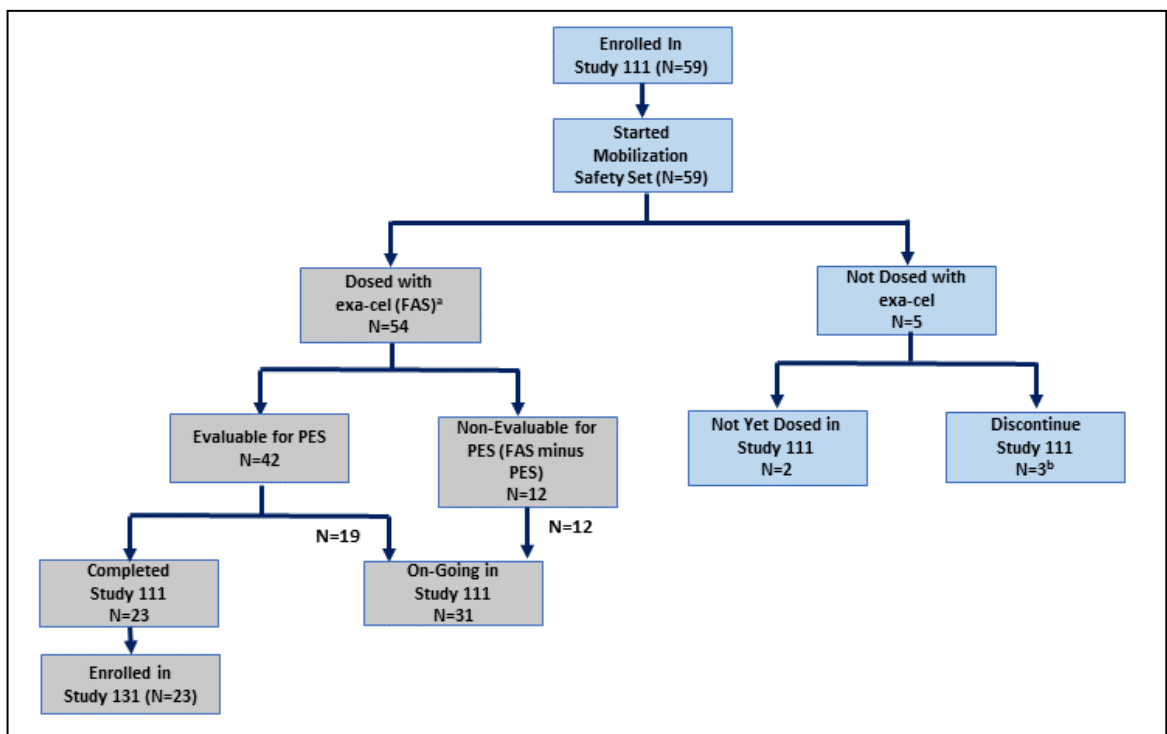 Enrolled In
Study 111 (N=59)
Started
Mobilization
Safety Set (N=59)
Dosed with
exa-cel (FAS)ᵃ
N=54
Not Dosed with
exa-cel
N=5
Evaluable for PES
N=42
Non-Evaluable for
PES (FAS minus
PES)
N=12
Not Yet Dosed in
Study 111
N=2
Discontinue
Study 111
N=3ᵇ
N=19
N=12
Completed
Study 111
N=23
On-Going in
Study 111
N=31
Enrolled in
Study 131 (N=23)